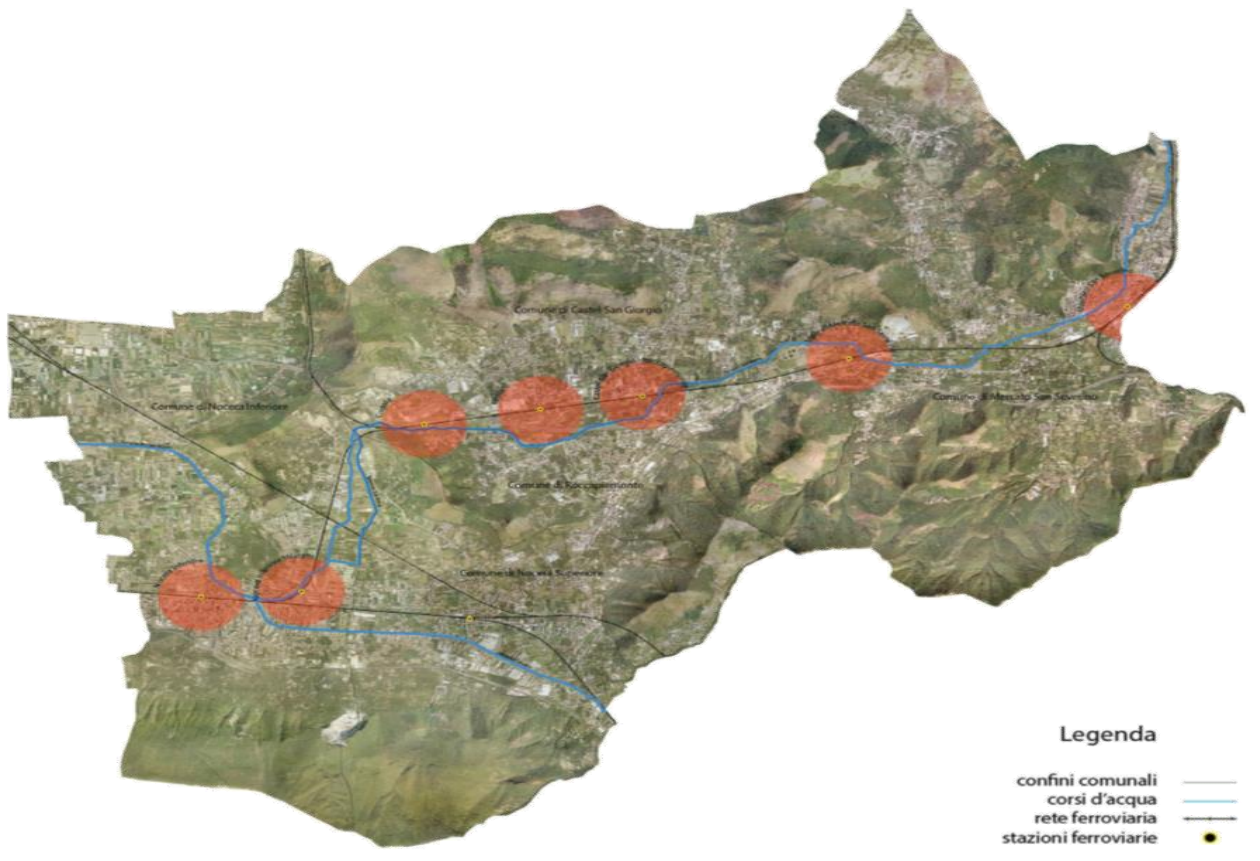 Comune di Castel San Giorgio
Comune di Nocera Inferiore
Comune di Mercato San Severino
Comune di Roccapiemonte
Comune di Nocera Superiore
Legenda
confini comunali
corsi d'acqua
rete ferroviaria
stazioni ferroviarie